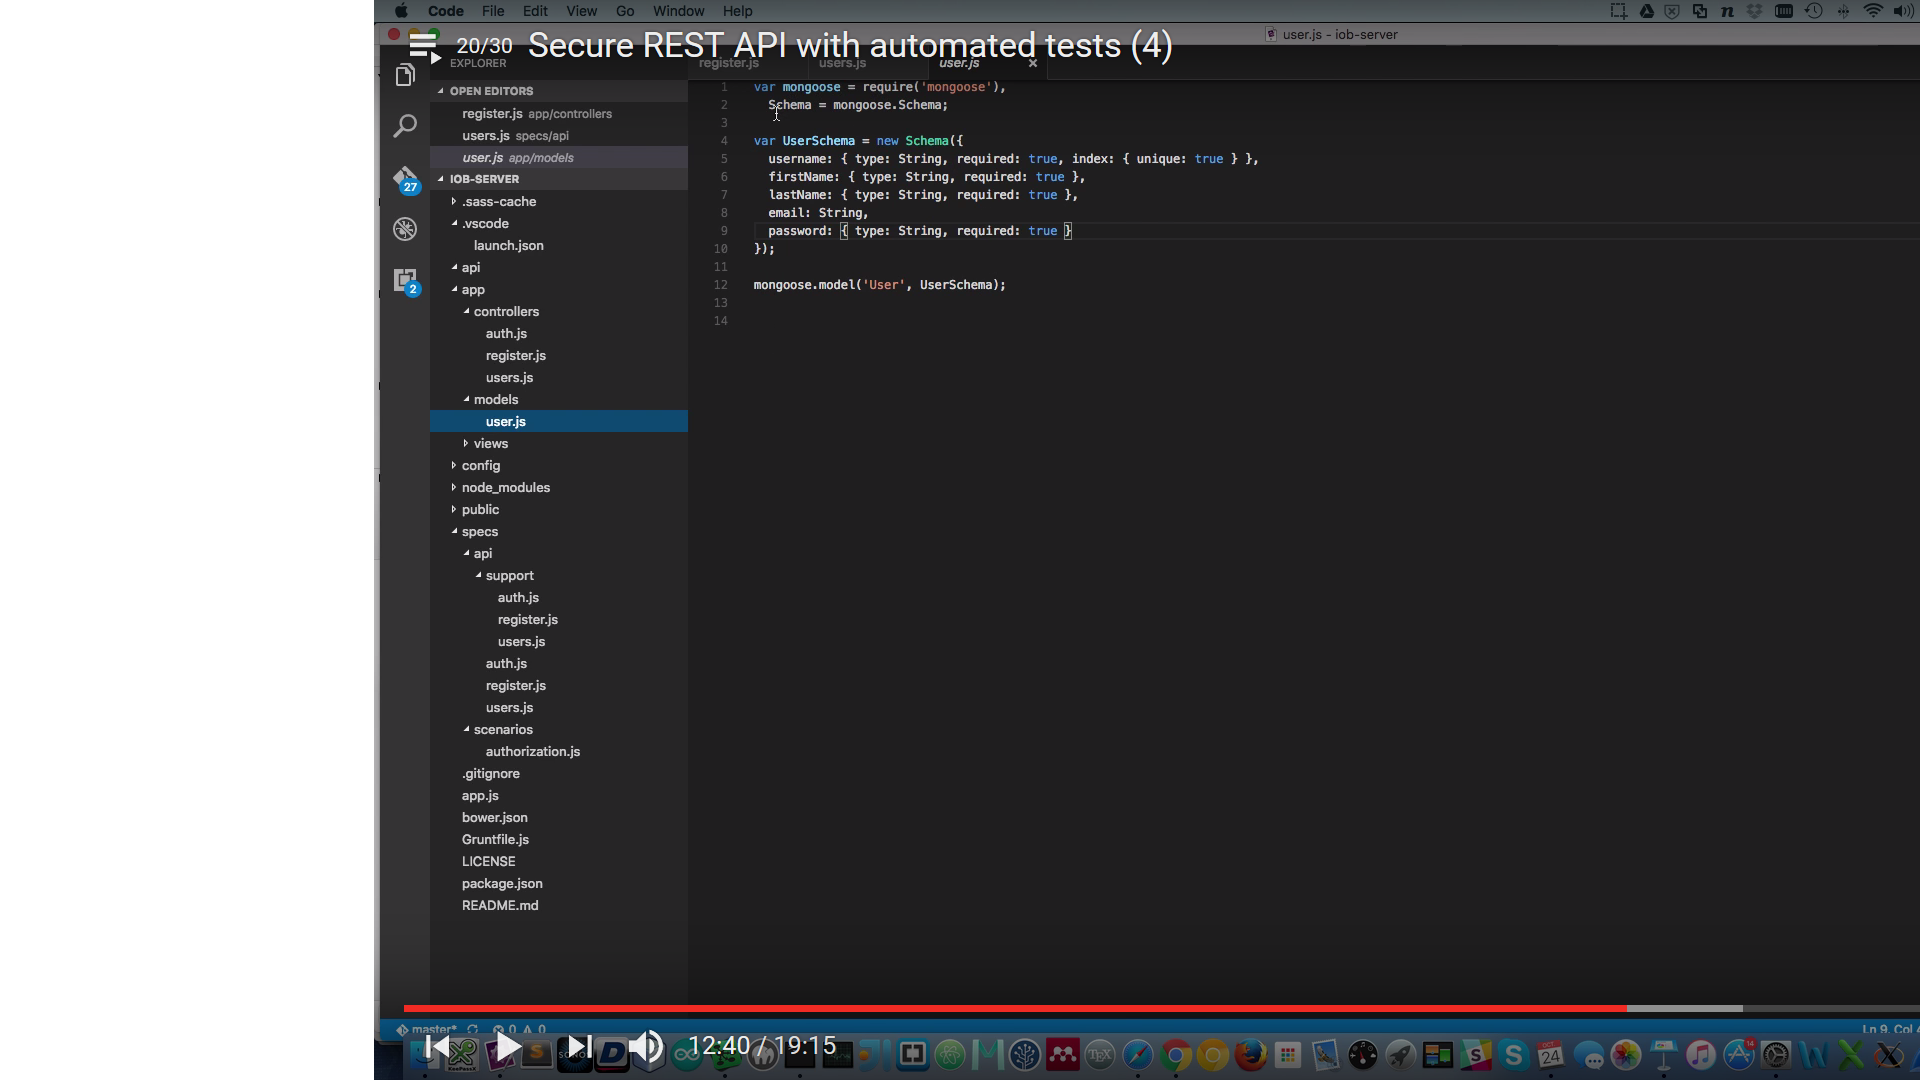 Code File Edit View Go Window Help
user.js - iob-server
20/30 Secure REST API with automated tests (4)
EXPLORER
register.js users.js user.js
OPEN EDITORS
register.js app/controllers
users.js specs/api
user.js app/models
IOB-SERVER
.sass-cache
.vscode
launch.json
api
app
controllers
auth.js
register.js
users.js
models
user.js
views
config
node_modules
public
specs
api
support
auth.js
register.js
users.js
auth.js
register.js
users.js
scenarios
authorization.js
.gitignore
app.js
bower.json
Gruntfile.js
LICENSE
package.json
README.md
27
2
1 var mongoose = require('mongoose'),
2 Schema = mongoose.Schema;
3
4 var UserSchema = new Schema({
5 username: { type: String, required: true, index: { unique: true } },
6 firstName: { type: String, required: true },
7 lastName: { type: String, required: true },
8 email: String,
9 password: { type: String, required: true }
10 });
11
12 mongoose.model('User', UserSchema);
13
14
master* 0 0
Ln 9, Col 4
12:40 / 19:15
OCT
24
14